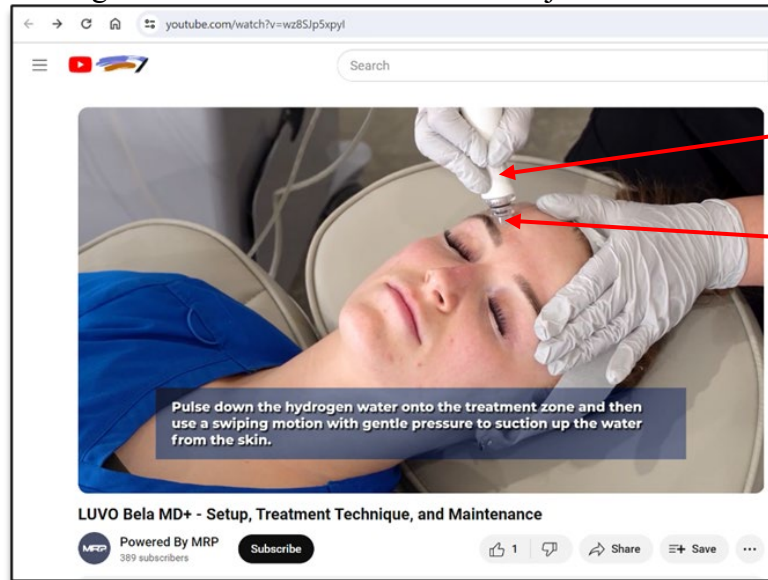 youtube.com/watch?v=wz8SJp5xpyI
Search
Pulse down the hydrogen water onto the treatment zone and then
use a swiping motion with gentle pressure to suction up the water
from the skin.
LUVO Bela MD+ - Setup, Treatment Technique, and Maintenance
MRP
Powered By MRP
389 subscribers
Subscribe
1
Share
Save